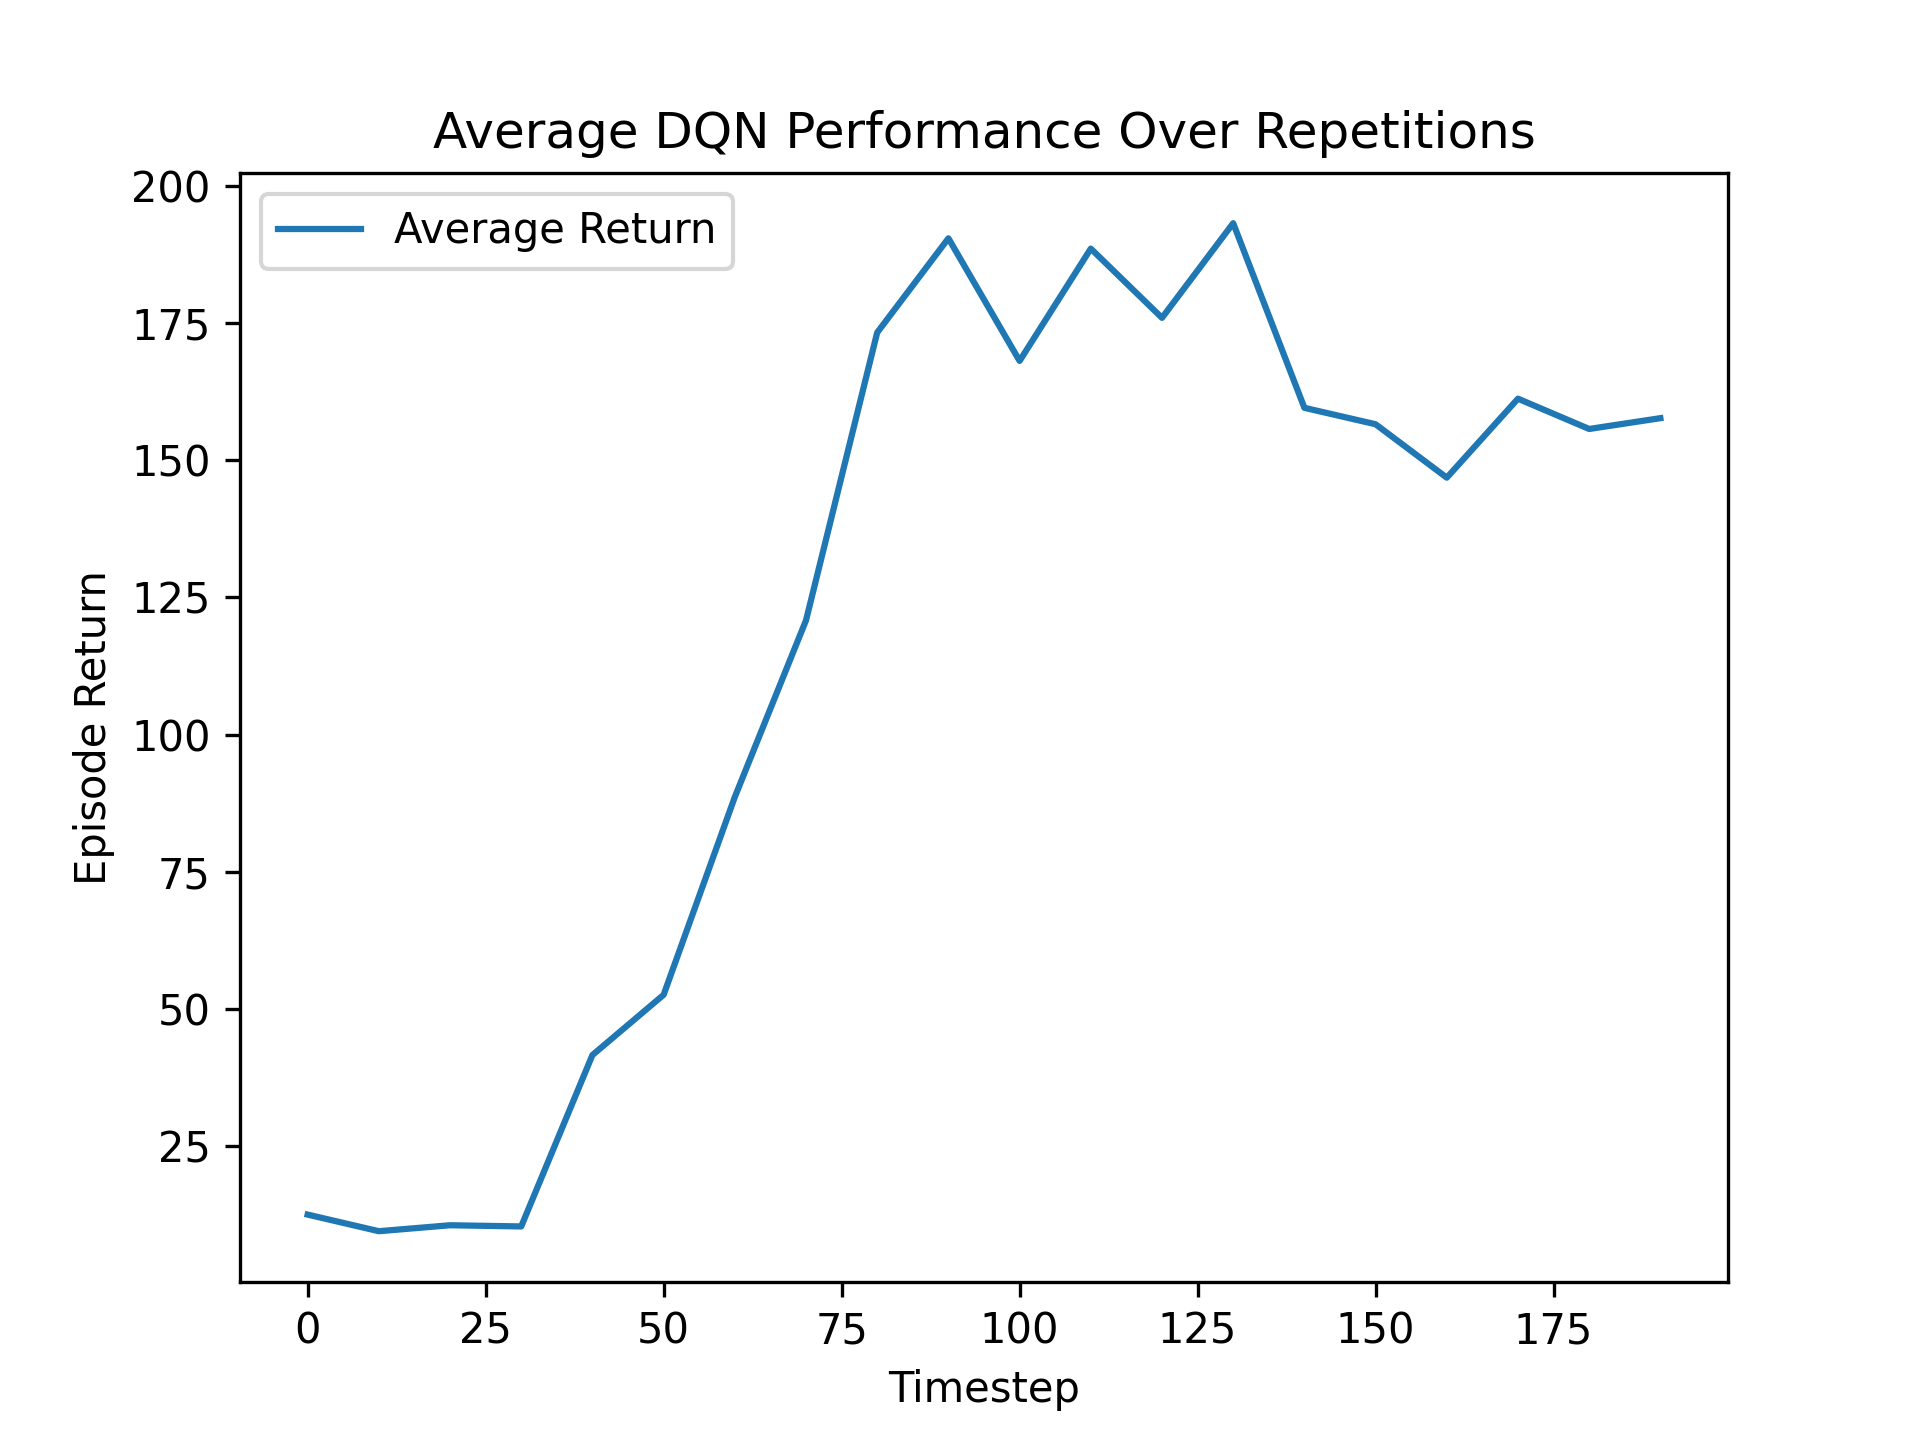 Average DQN Performance Over Repetitions
Average Return
200
175
150
125
100
75
50
25
Episode Return
0 25 50 75 100 125 150 175
Timestep